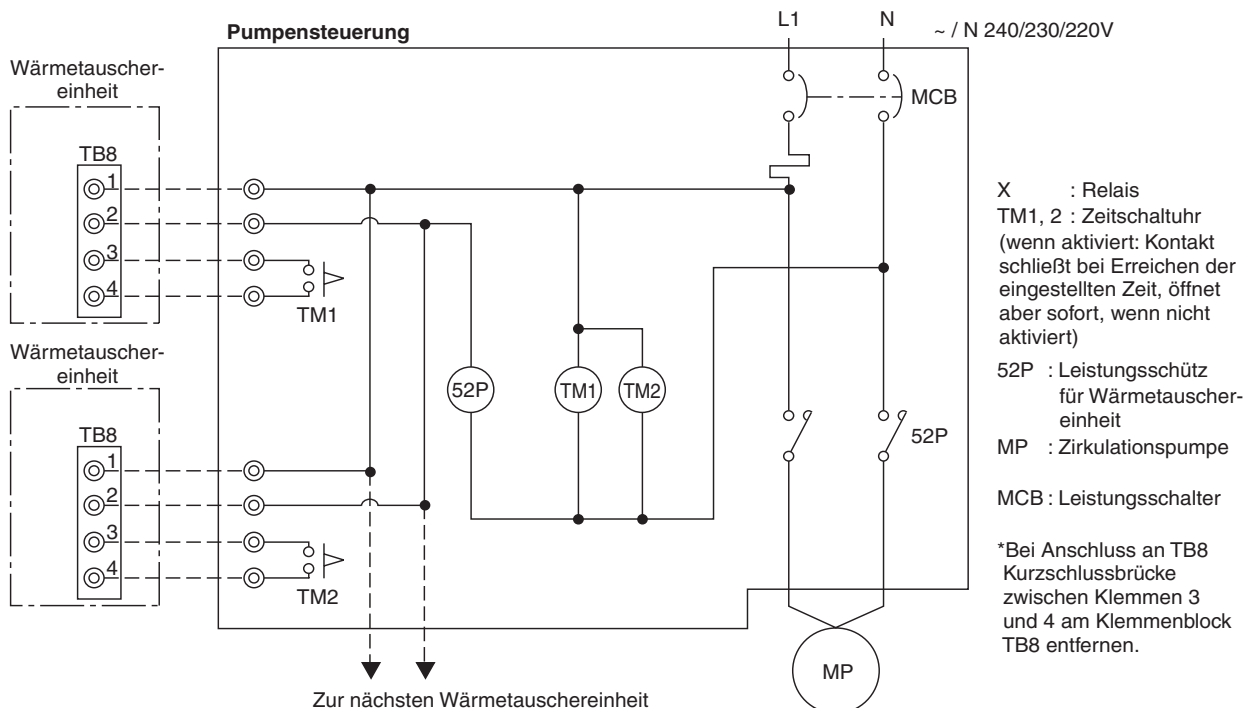 Pumpensteuerung
L1
N
~ / N 240/230/220V
Wärmetauscher-
einheit
TB8
1
2
3
4
TM1
MCB
52P
TM1
TM2
52P
MP
Wärmetauscher-
einheit
TB8
1
2
3
4
TM2
Zur nächsten Wärmetauschereinheit
X : Relais
TM1, 2 : Zeitschaltuhr
(wenn aktiviert: Kontakt
schließt bei Erreichen der
eingestellten Zeit, öffnet
aber sofort, wenn nicht
aktiviert)
52P : Leistungsschütz
für Wärmetauscher-
einheit
MP : Zirkulationspumpe
MCB : Leistungsschalter
*Bei Anschluss an TB8
Kurzschlussbrücke
zwischen Klemmen 3
und 4 am Klemmenblock
TB8 entfernen.